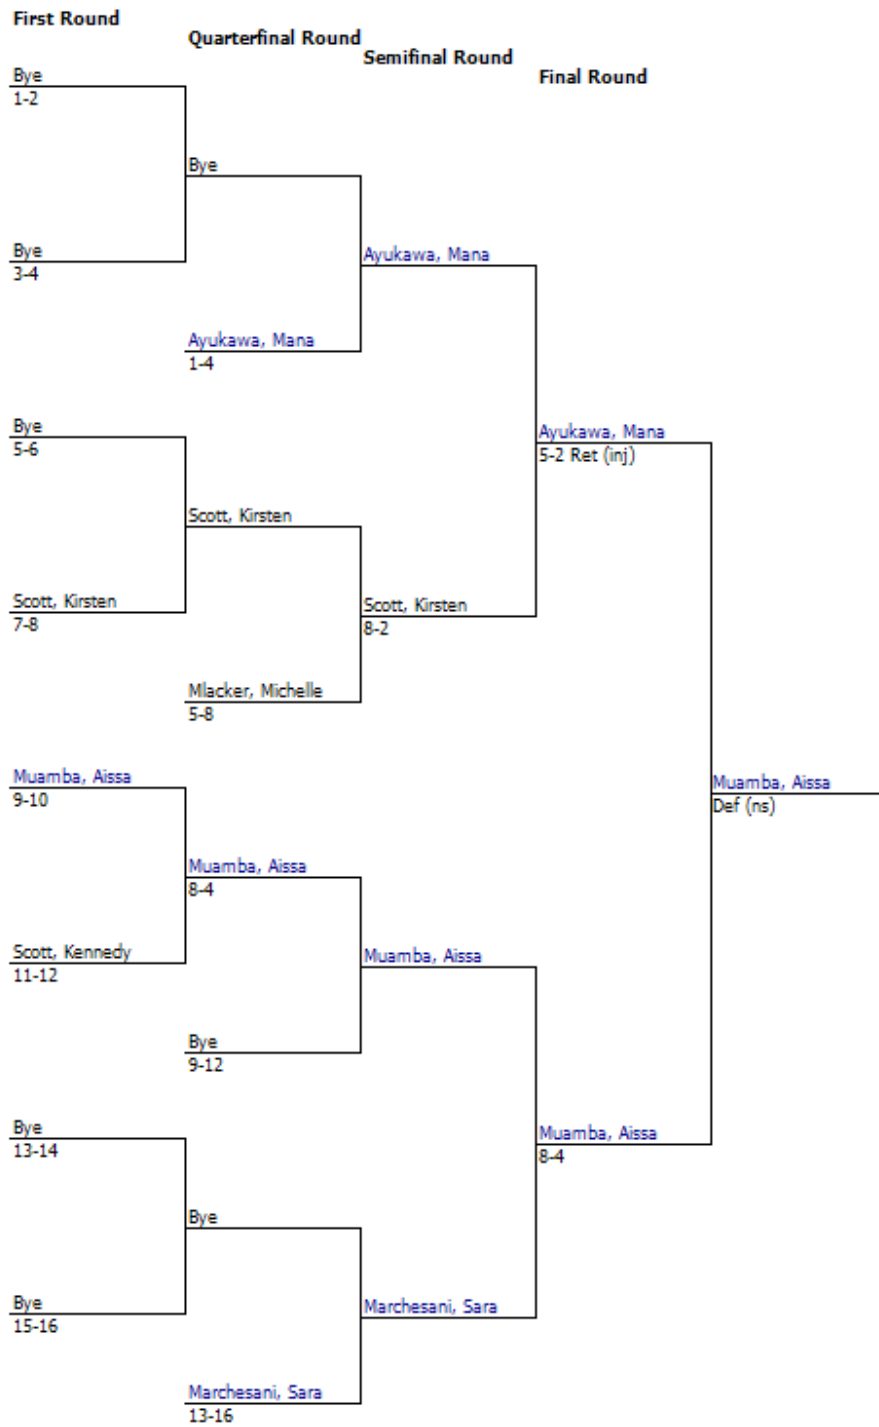 First Round
Quarterfinal Round
Semifinal Round
Final Round
Bye
1-2
Bye
Bye
3-4
Ayukawa, Mana
Ayukawa, Mana
1-4
Bye
5-6
Ayukawa, Mana
5-2 Ret (inj)
Scott, Kirsten
Scott, Kirsten
7-8
Scott, Kirsten
8-2
Mlacker, Michelle
5-8
Muamba, Aissa
9-10
Muamba, Aissa
Def (ns)
Muamba, Aissa
8-4
Scott, Kennedy
11-12
Muamba, Aissa
Bye
9-12
Bye
13-14
Muamba, Aissa
8-4
Bye
Bye
15-16
Marchesani, Sara
Marchesani, Sara
13-16